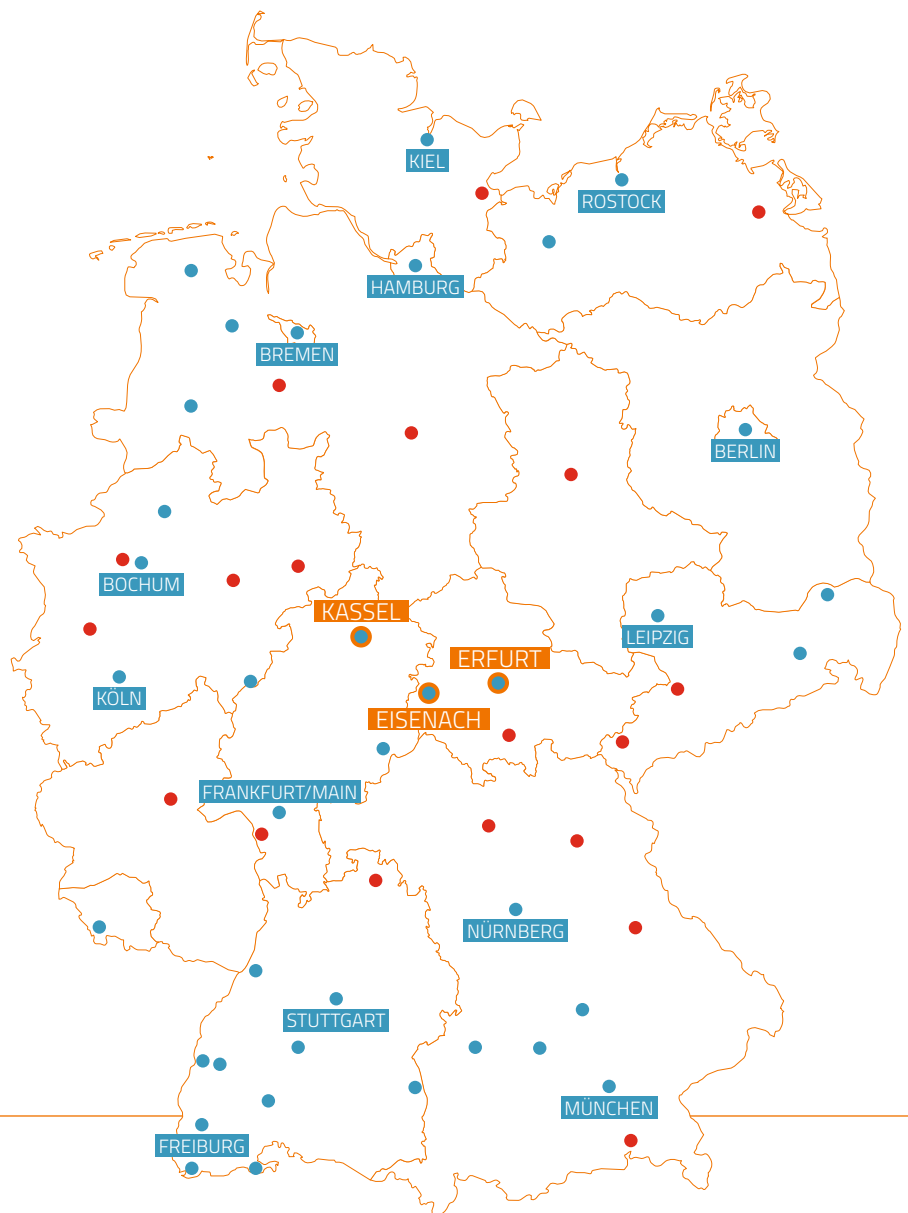 KIEL
ROSTOCK
HAMBURG
BREMEN
BERLIN
BOCHUM
KASSEL
LEIPZIG
ERFURT
KÖLN
EISENACH
FRANKFURT/MAIN
NÜRNBERG
STUTTGART
MÜNCHEN
FREIBURG